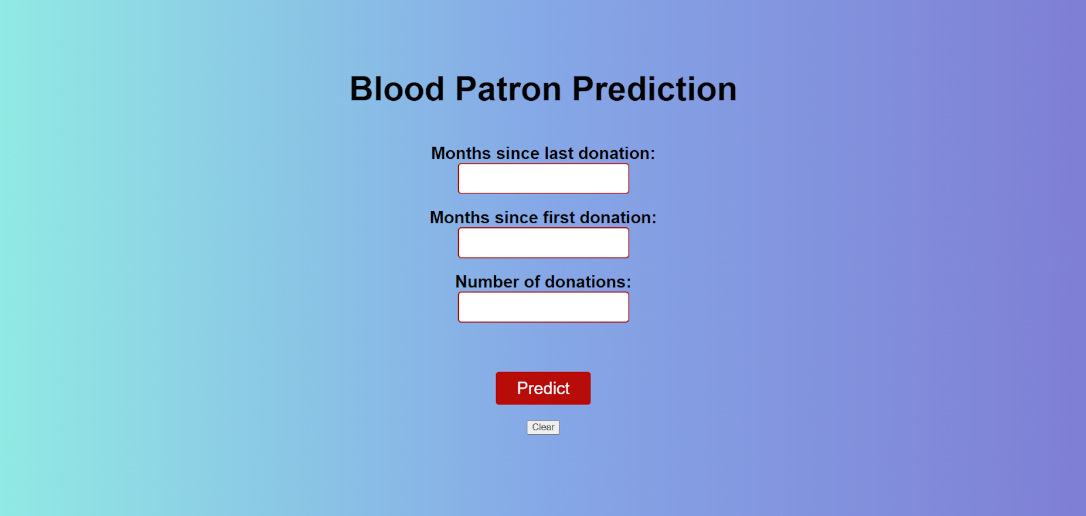 Blood Patron Prediction
Months since last donation:
Months since first donation:
Number of donations:
Predict
Clear